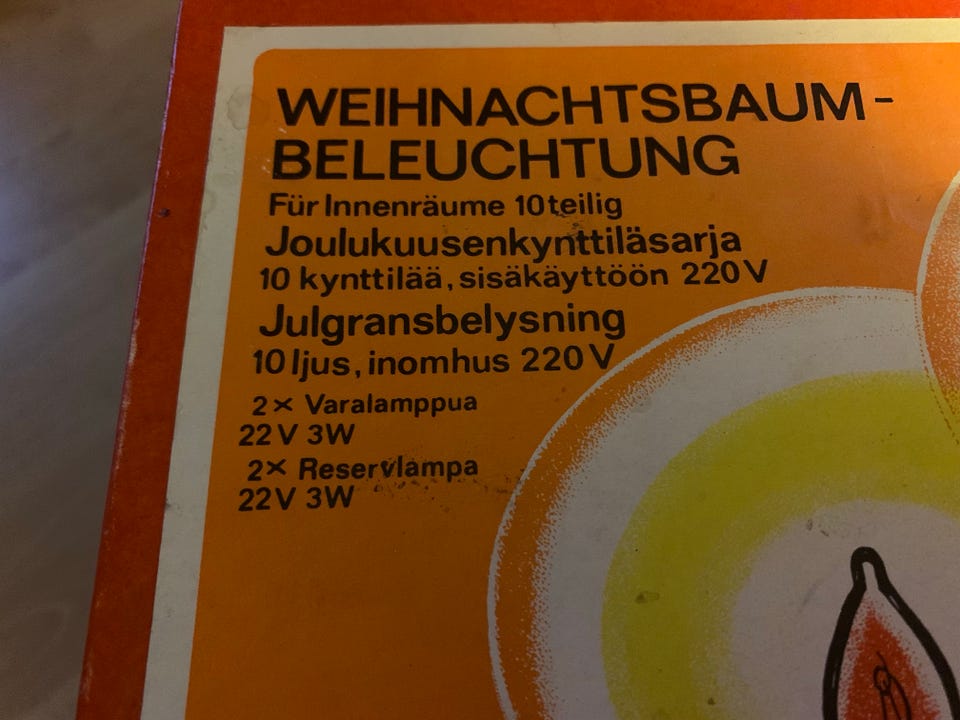 WEIHNACHTSBAUM-
BELEUCHTUNG
Für Innenräume 10teilig
Joulukuusenkynttiläsarja
10 kynttilää, sisäkäyttöön 220V
Julgransbelysning
10 ljus, inomhus 220V
2× Varalamppua
22V 3W
2× Reservlampa
22V 3W